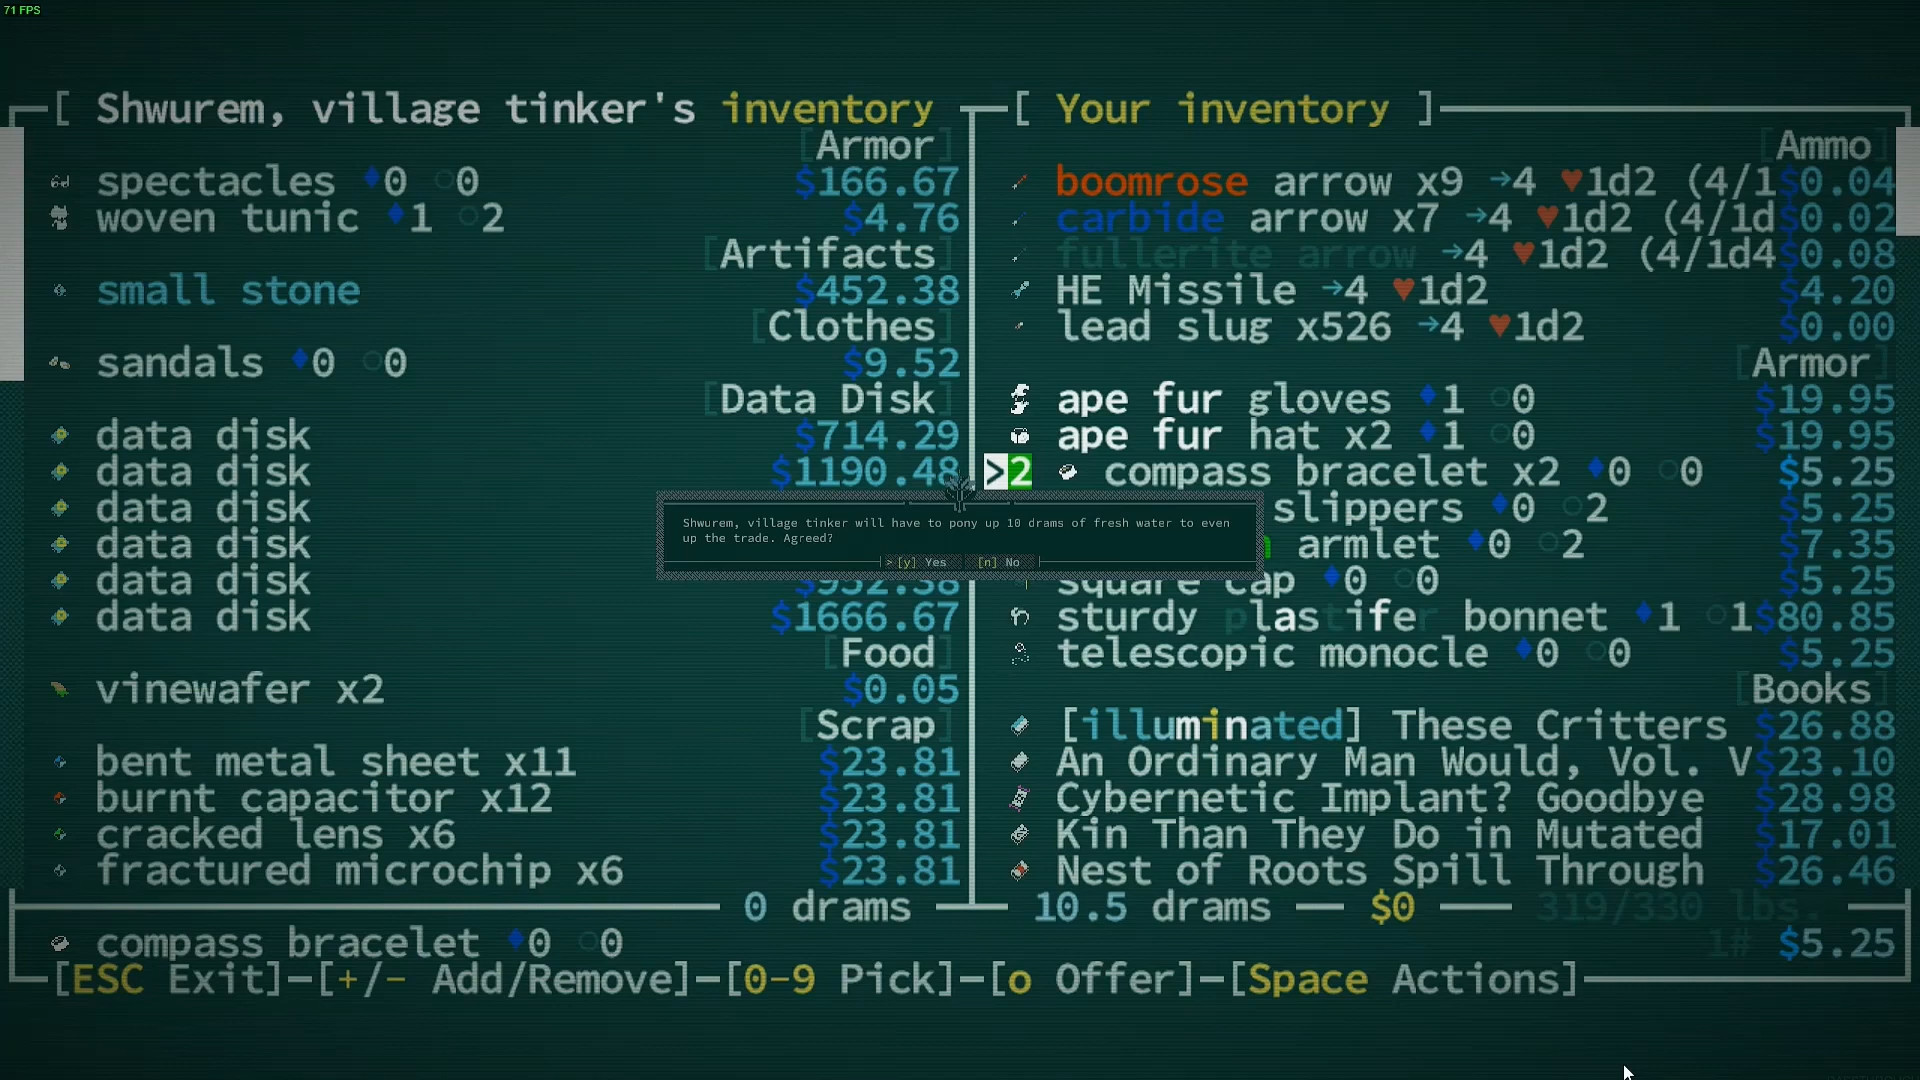 71 FPS
[ Shwurem, village tinker's inventory
[Armor]
spectacles ♦0 ○0 $166.67
woven tunic ♦1 ○2 $4.76
[Artifacts]
small stone $452.38
[Clothes]
sandals ♦0 ○0 $9.52
[Data Disk]
data disk $714.29
data disk $1190.48
data disk
data disk
data disk
data disk $1666.67
[Food]
vinewafer x2 $0.05
[Scrap]
bent metal sheet x11 $23.81
burnt capacitor x12 $23.81
cracked lens x6 $23.81
fractured microchip x6 $23.81
0 drams
[ Your inventory ]
[Ammo]
boomrose arrow x9 →4 ♥1d2 (4/1 $0.04
carbide arrow x7 →4 ♥1d2 (4/1d $0.02
fullerite arrow →4 ♥1d2 (4/1d4 $0.08
HE Missile →4 ♥1d2 $4.20
lead slug x526 →4 ♥1d2 $0.00
[Armor]
ape fur gloves ♦1 ○0 $19.95
ape fur hat x2 ♦1 ○0 $19.95
>2 compass bracelet x2 ♦0 ○0 $5.25
slippers ♦0 ○2 $5.25
armlet ♦0 ○2 $7.35
square cap ♦0 ○0 $5.25
sturdy plastifer bonnet ♦1 ○1 $80.85
telescopic monocle ♦0 ○0 $5.25
[Books]
[illuminated] These Critters $26.88
An Ordinary Man Would, Vol. V $23.10
Cybernetic Implant? Goodbye $28.98
Kin Than They Do in Mutated $17.01
Nest of Roots Spill Through $26.46
10.5 drams — $0 — 319/330 lbs.
Shwurem, village tinker will have to pony up 10 drams of fresh water to even
up the trade. Agreed?
> [y] Yes [n] No
compass bracelet ♦0 ○0 1# $5.25
[ESC Exit]—[+/- Add/Remove]—[0-9 Pick]—[o Offer]—[Space Actions]